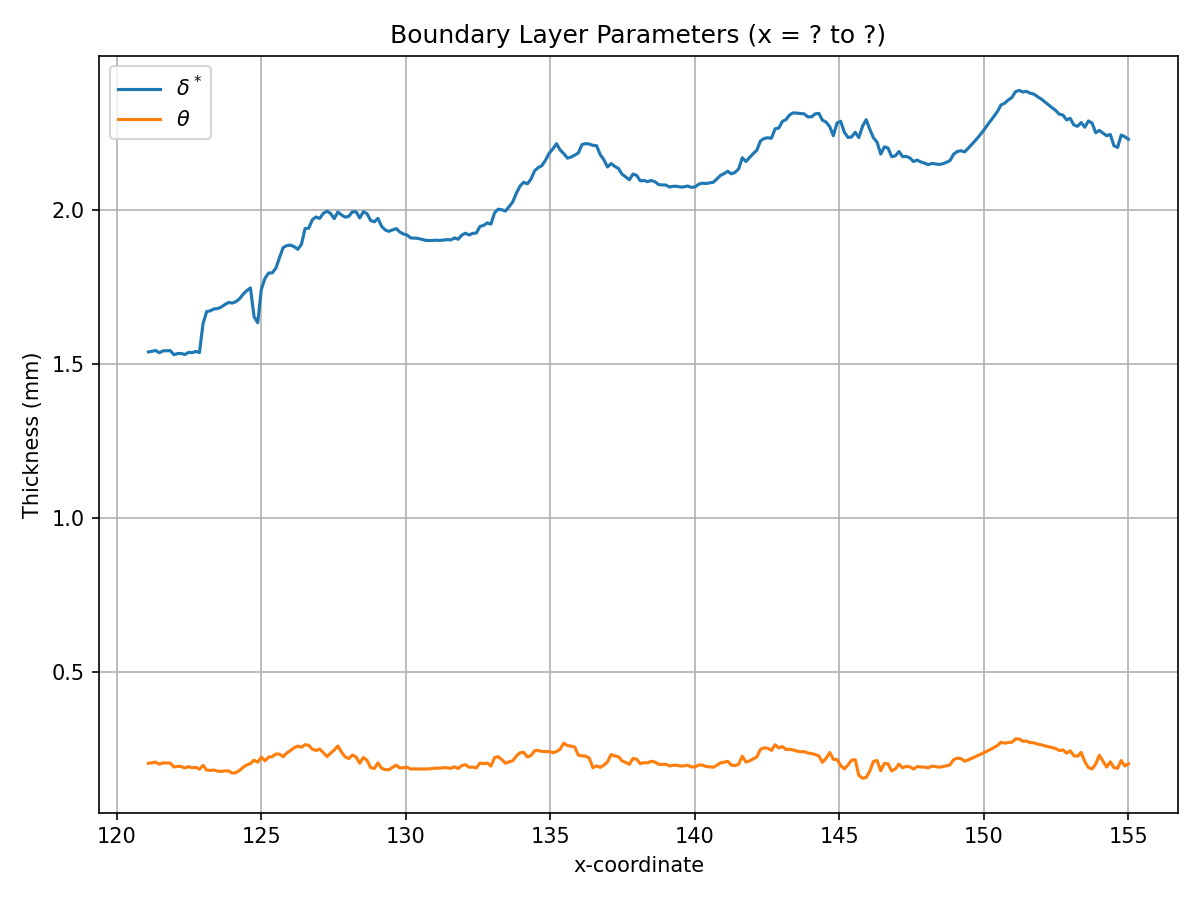 Boundary Layer Parameters (x = ? to ?)
δ*
θ
Thickness (mm)
2.0
1.5
1.0
0.5
120 125 130 135 140 145 150 155
x-coordinate